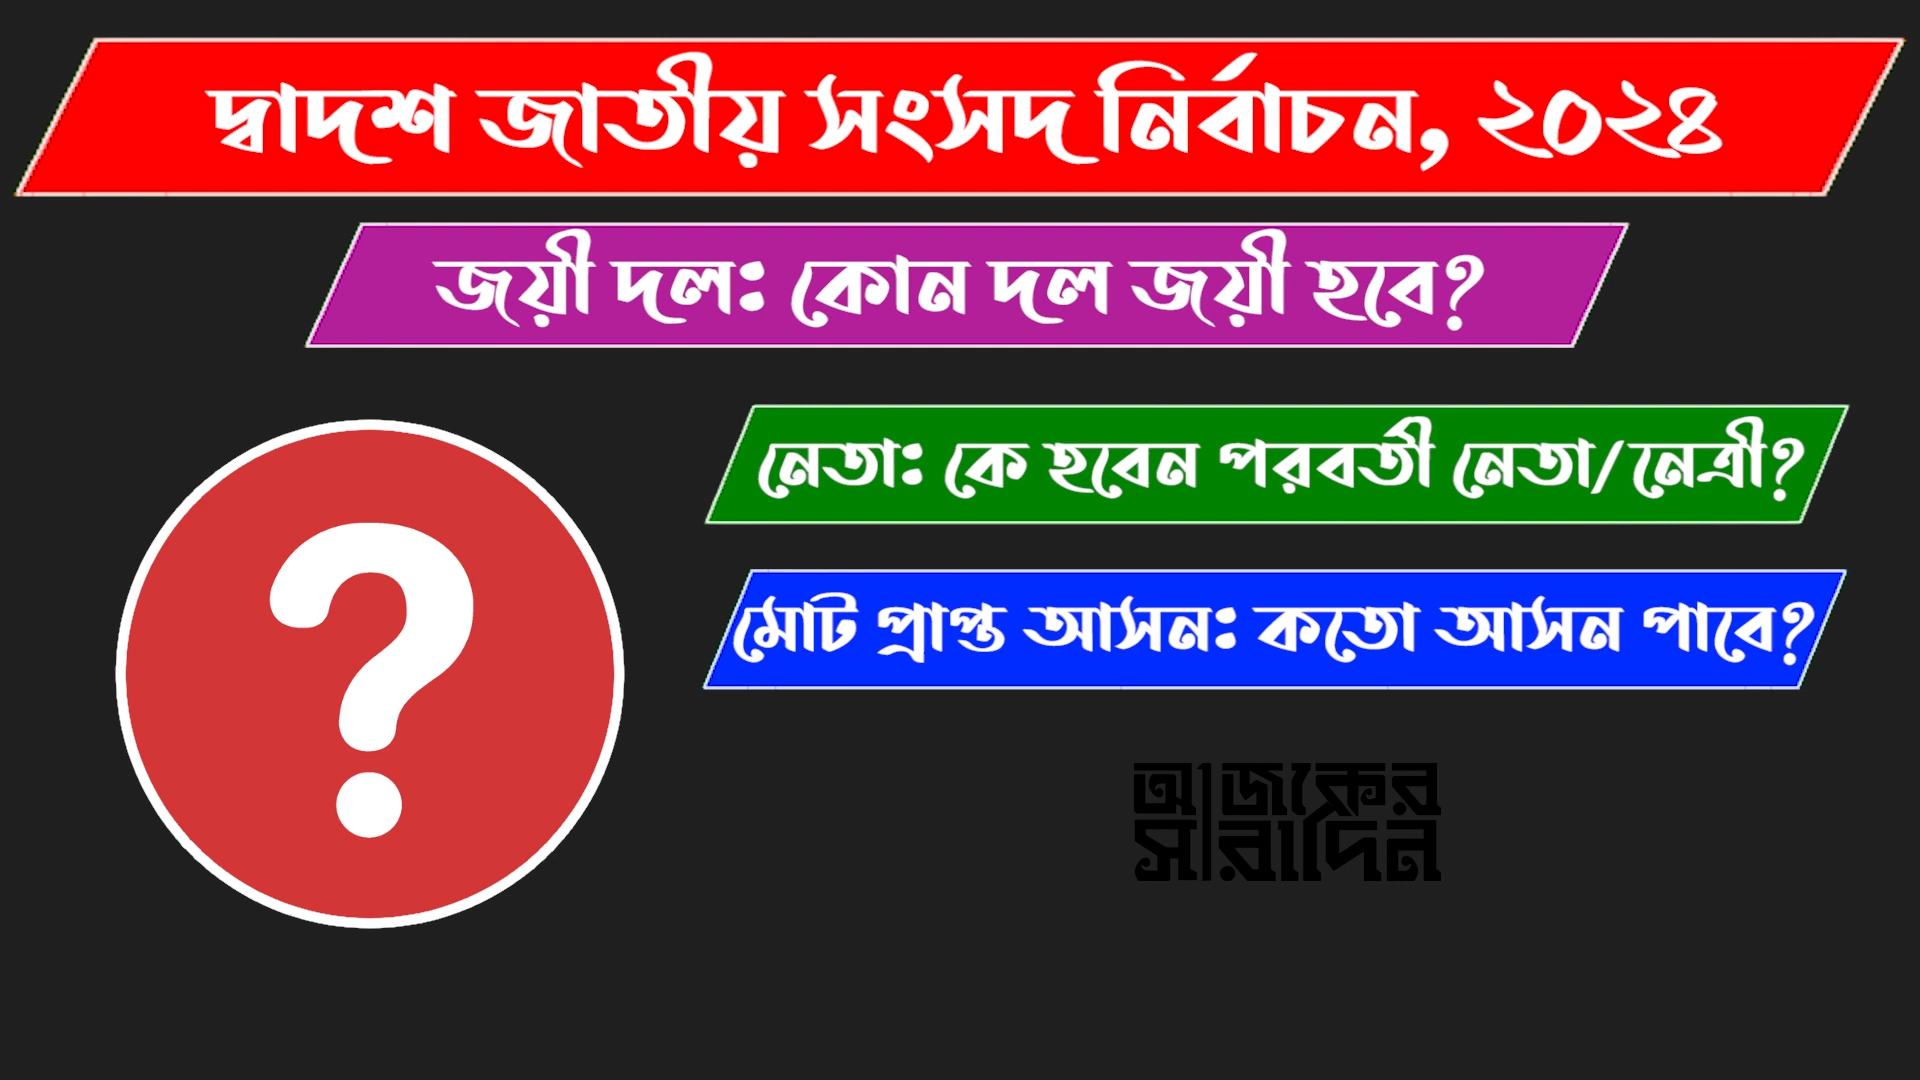 দ্বাদশ জাতীয় সংসদ নির্বাচন, ২০২৪
জয়ী দল: কোন দল জয়ী হবে?
নেতা: কে হবেন পরবর্তী নেতা/নেত্রী?
মোট প্রাপ্ত আসন: কতো আসন পাবে?
আজকের
সারাদিন